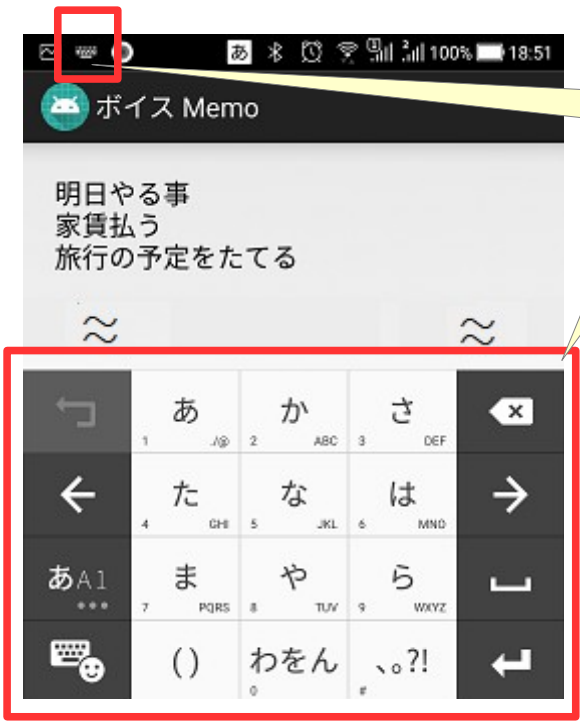 あ 100% 18:51
ボイス Memo
明日やる事
家賃払う
旅行の予定をたてる
あ か さ
1 ./@ 2 ABC 3 DEF
た な は
4 GHI 5 JKL 6 MNO
あA1 ま や ら
7 PQRS 8 TUV 9 WXYZ
() わをん 、。?!
0 #